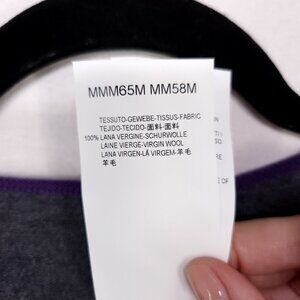 MMM65M MM58M
TESSUTO-GEWEBE-TISSUS-FABRIC
TEJIDO-TECIDO-面料-面料
100% LANA VERGINE-SCHURWOLLE
LAINE VIERGE-VIRGIN WOOL
LANA VIRGEN-LÃ VIRGEM-羊毛
羊毛